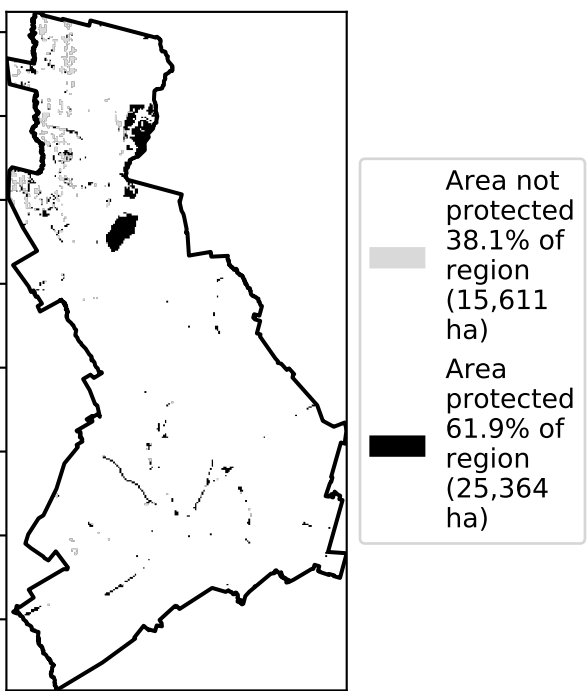 Area not
protected
38.1% of
region
(15,611
ha)
Area
protected
61.9% of
region
(25,364
ha)